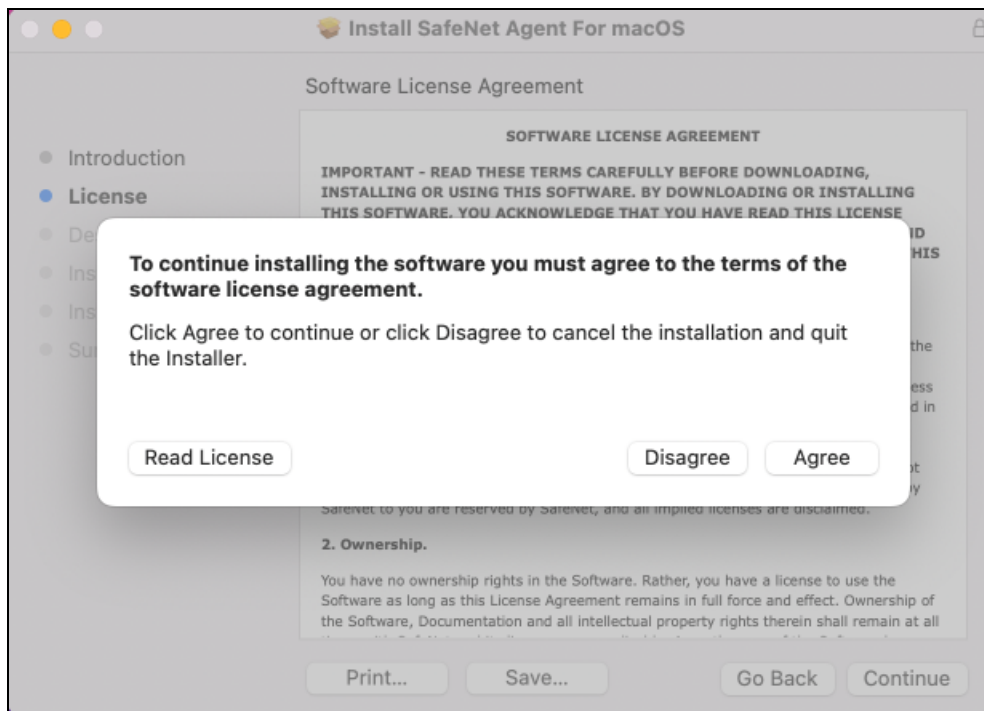 Install SafeNet Agent For macOS
Software License Agreement
Introduction
License
SOFTWARE LICENSE AGREEMENT
IMPORTANT - READ THESE TERMS CAREFULLY BEFORE DOWNLOADING,
INSTALLING OR USING THIS SOFTWARE. BY DOWNLOADING OR INSTALLING
THIS SOFTWARE, YOU ACKNOWLEDGE THAT YOU HAVE READ THIS LICENSE
To continue installing the software you must agree to the terms of the
software license agreement.
Click Agree to continue or click Disagree to cancel the installation and quit
the Installer.
Read License
Disagree
Agree
the
SafeNet to you are reserved by SafeNet, and all implied licenses are disclaimed.
2. Ownership.
You have no ownership rights in the Software. Rather, you have a license to use the
Software as long as this License Agreement remains in full force and effect. Ownership of
the Software, Documentation and all intellectual property rights therein shall remain at all
Print...
Save...
Go Back
Continue